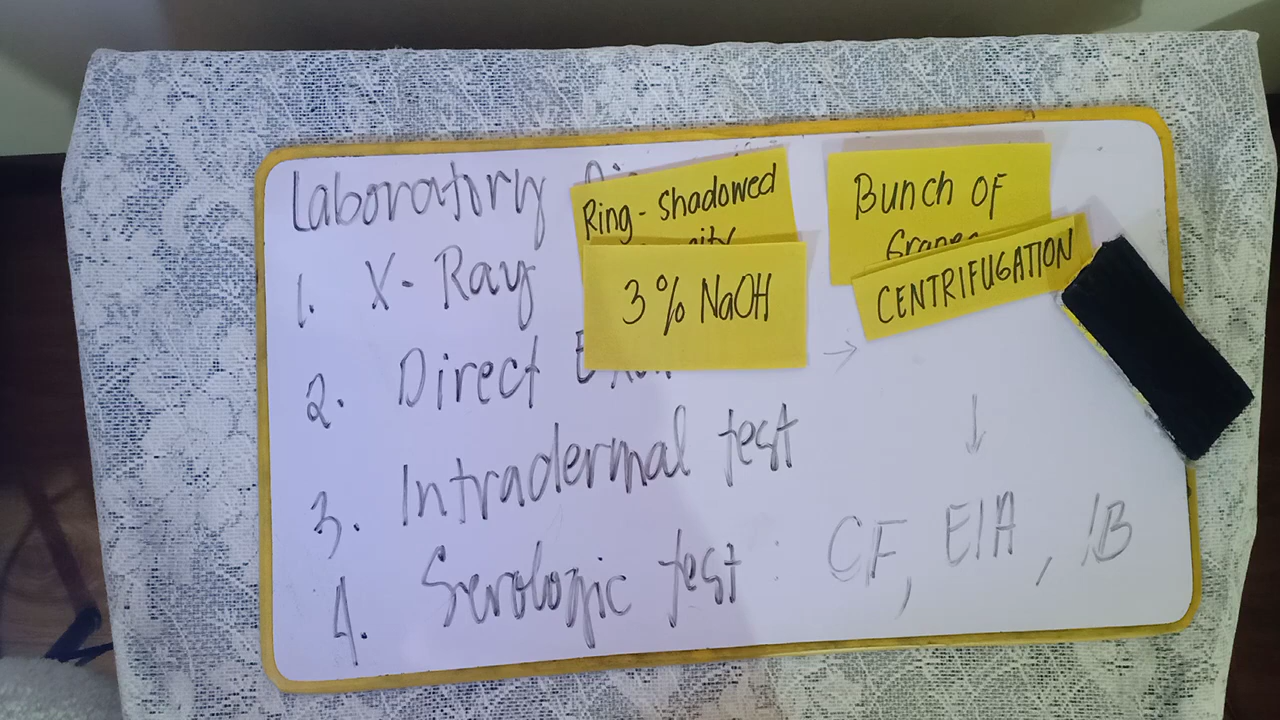 Laboratory
Ring-shadowed
Bunch OF
Grapes
1. X-Ray
3% NaOH
CENTRIFUGATION
2. Direct
→
↓
3. Intradermal test
4. Serologic test : CF, EIA, IB